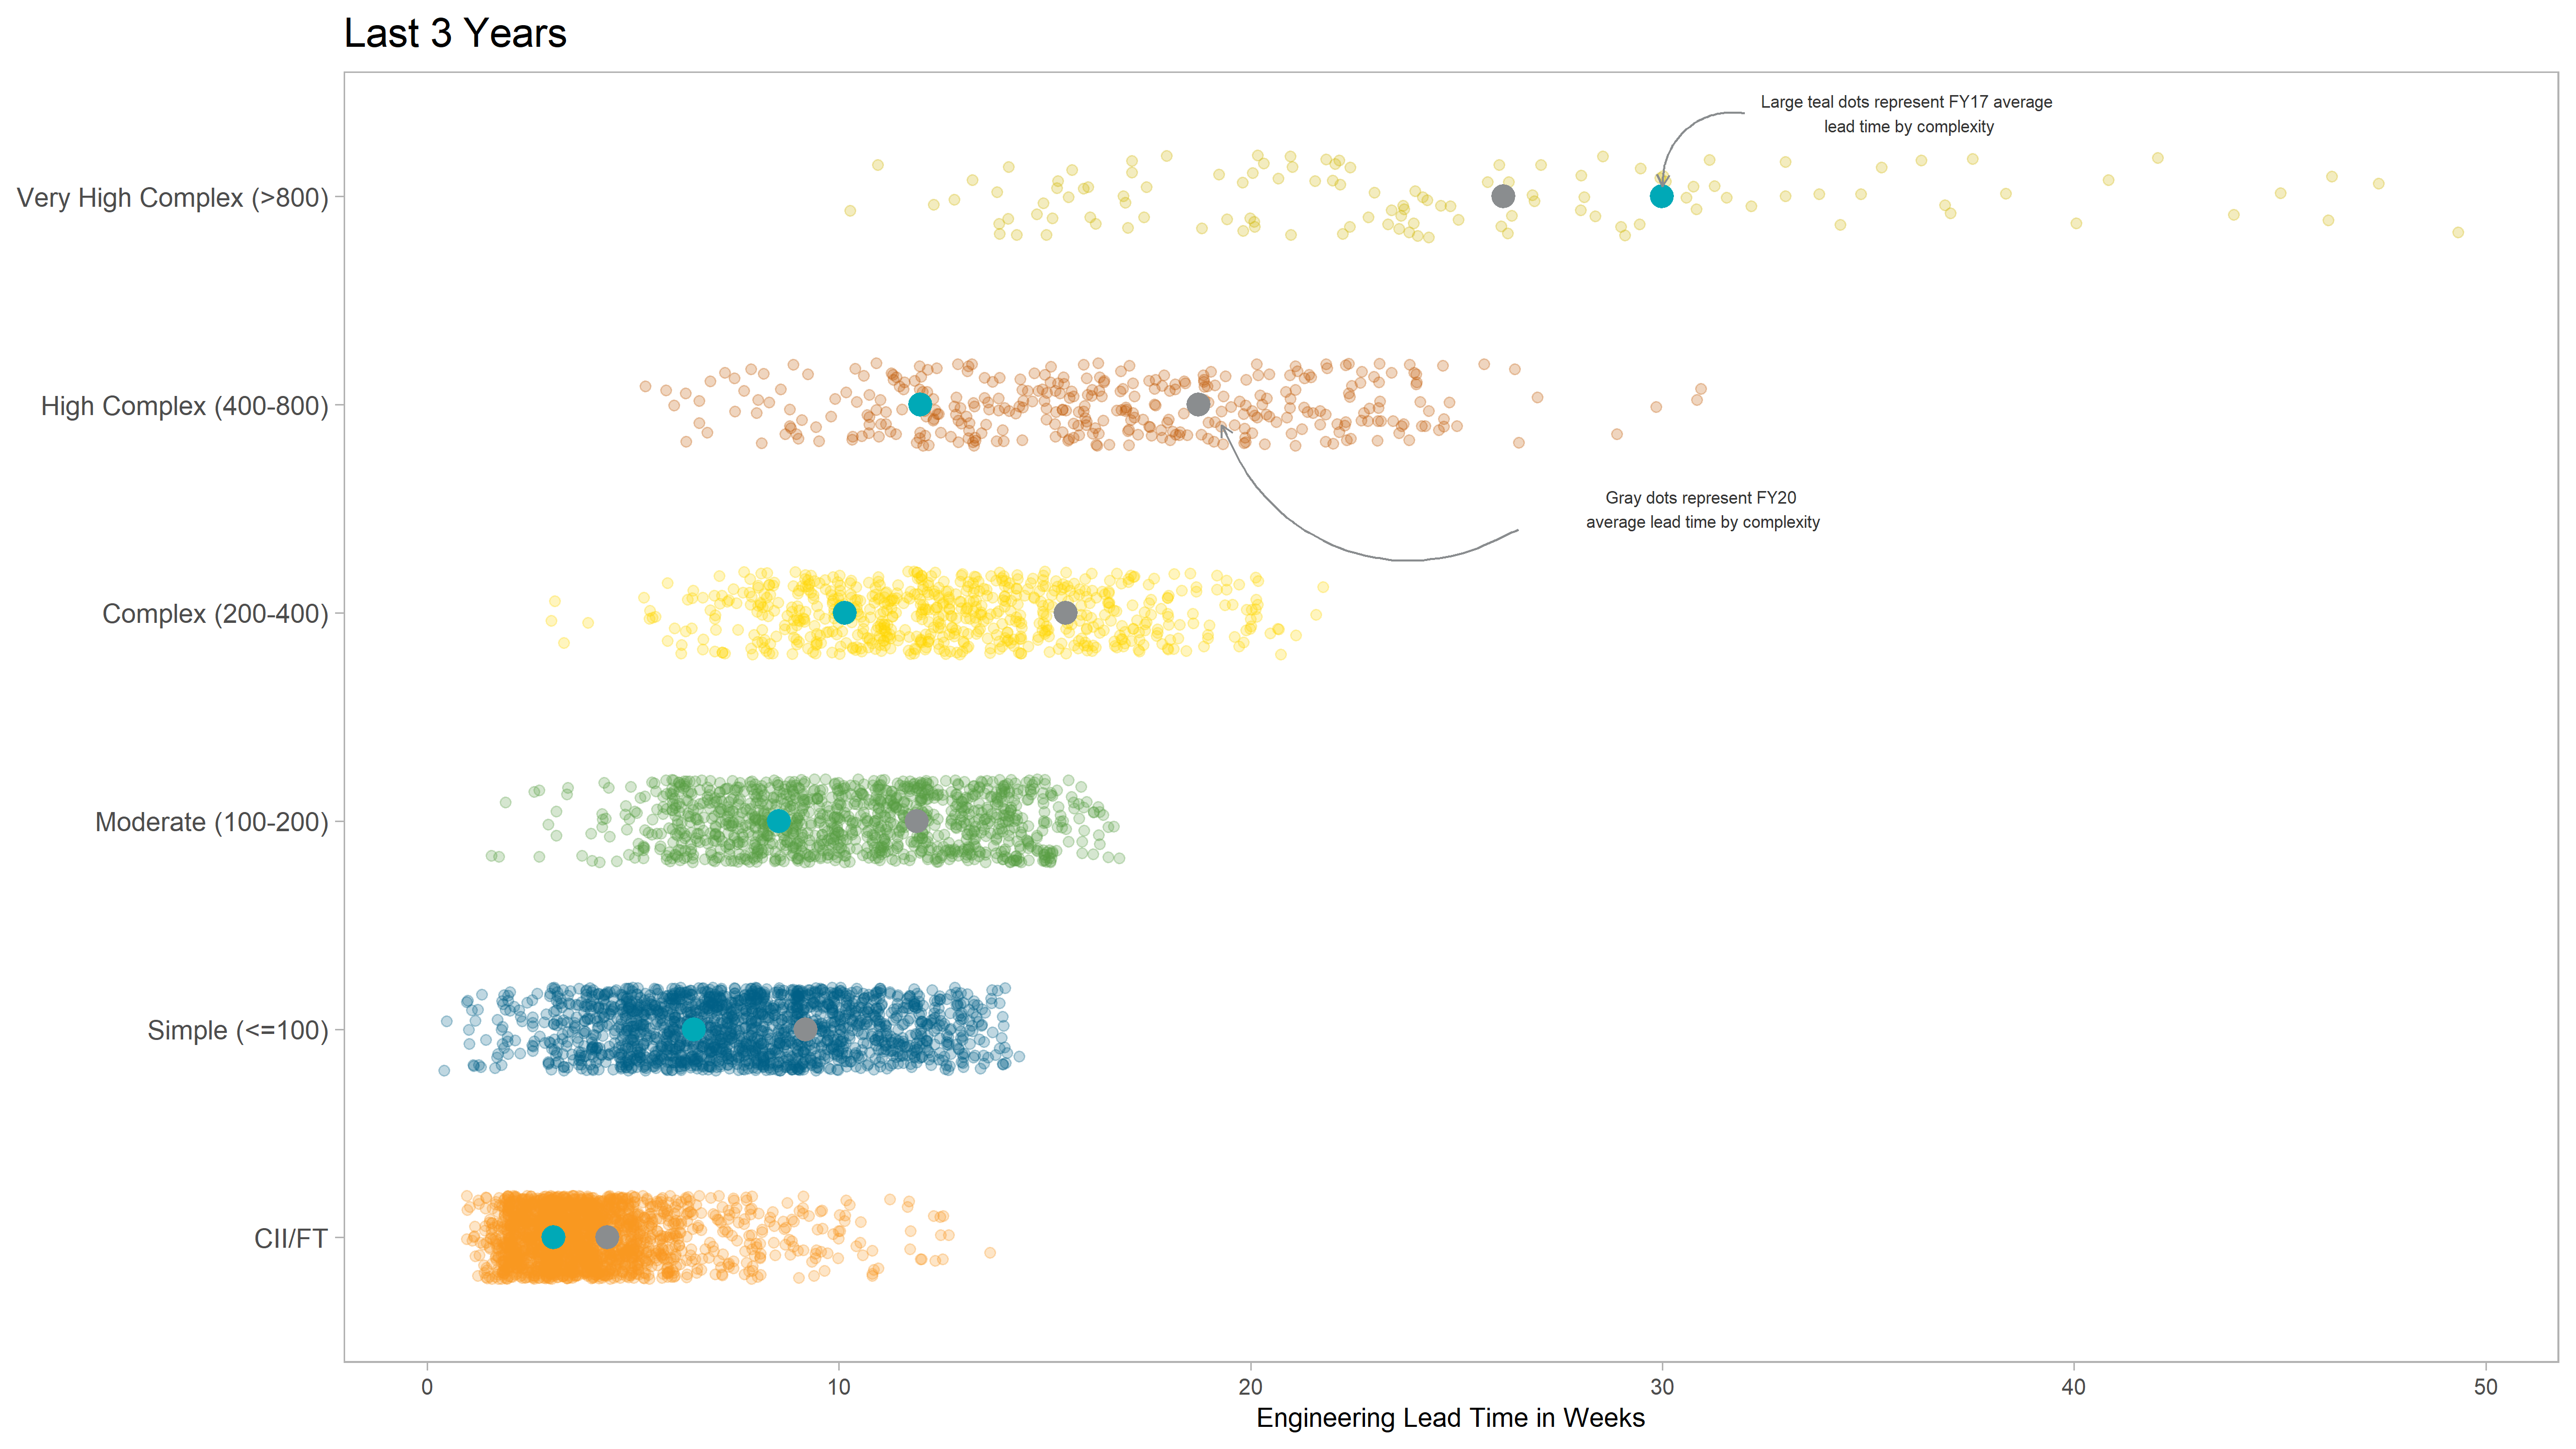 Last 3 Years
Large teal dots represent FY17 average
lead time by complexity
Very High Complex (>800)
High Complex (400-800)
Gray dots represent FY20
average lead time by complexity
Complex (200-400)
Moderate (100-200)
Simple (<=100)
CII/FT
0 10 20 30 40 50
Engineering Lead Time in Weeks